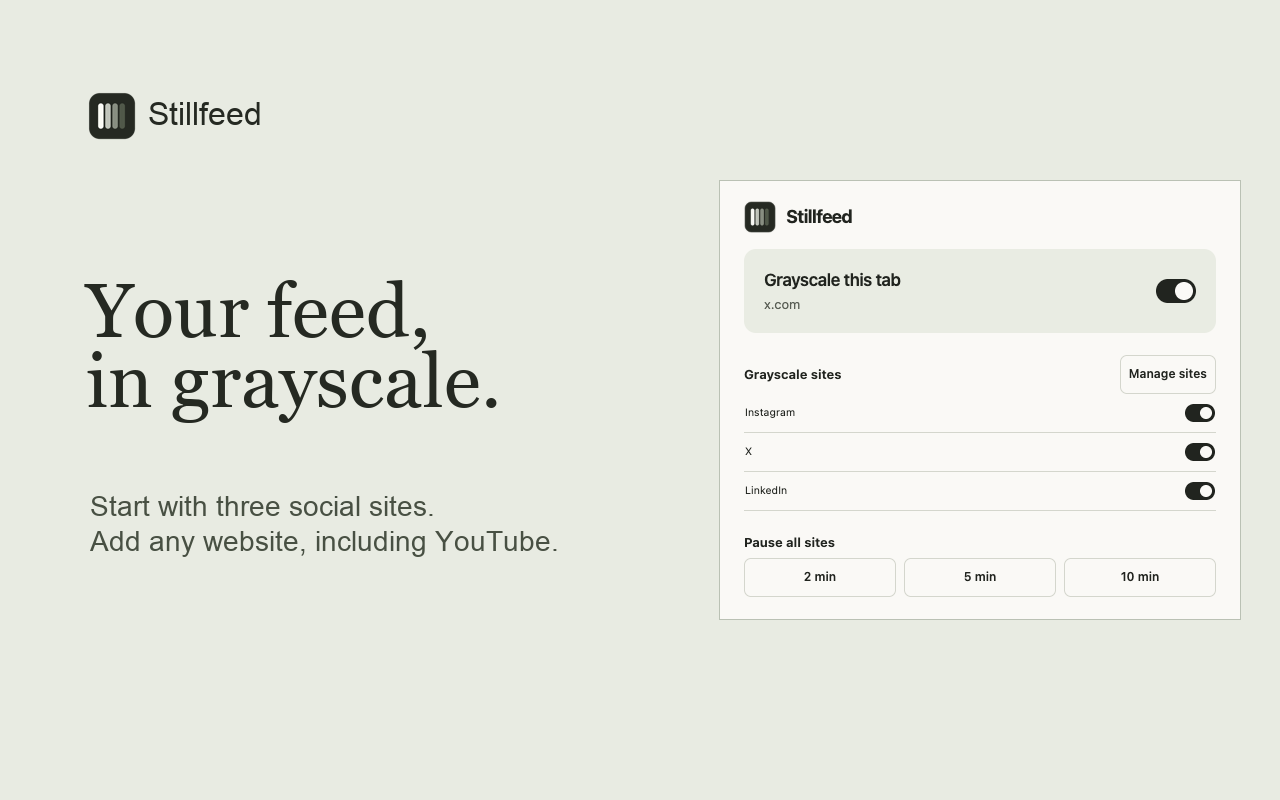 Stillfeed
Your feed,
in grayscale.
Start with three social sites.
Add any website, including YouTube.
Stillfeed
Grayscale this tab
x.com
Grayscale sites
Manage sites
Instagram
X
LinkedIn
Pause all sites
2 min
5 min
10 min